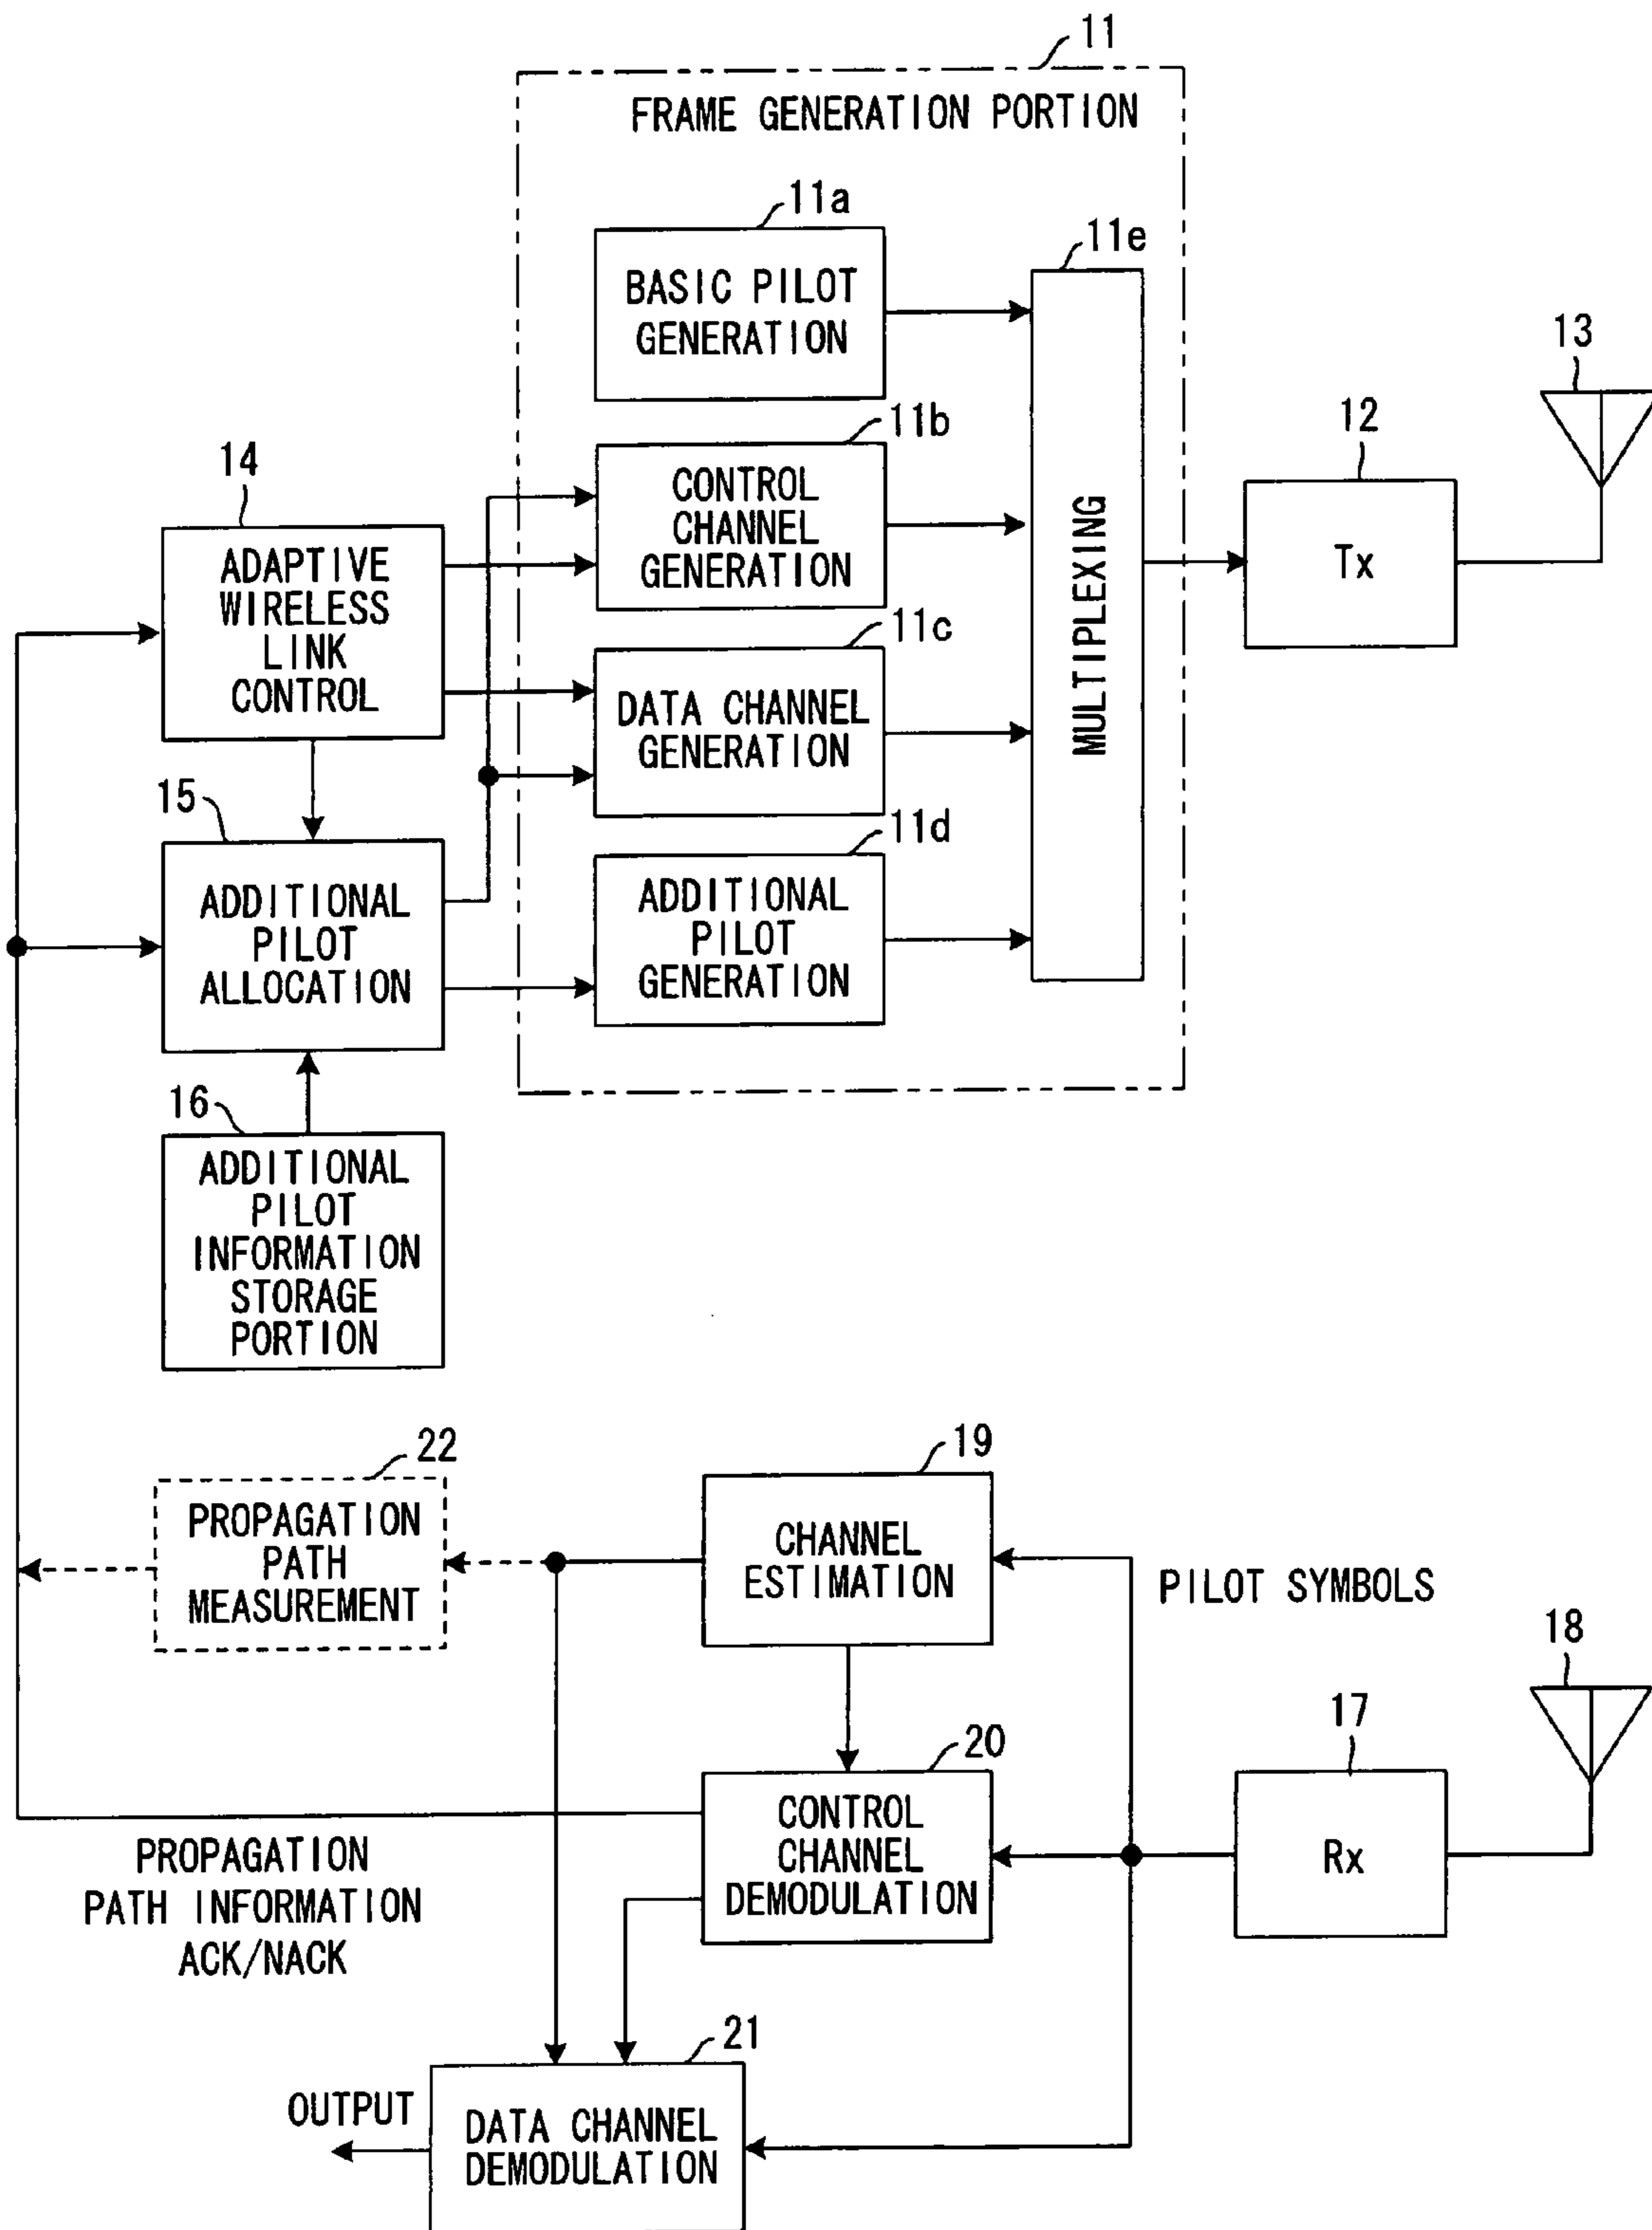 11
FRAME GENERATION PORTION
11a
BASIC PILOT
GENERATION
11e
MULTIPLEXING
13
12
Tx
11b
CONTROL
CHANNEL
GENERATION
14
ADAPTIVE
WIRELESS
LINK
CONTROL
11c
DATA CHANNEL
GENERATION
15
ADDITIONAL
PILOT
ALLOCATION
11d
ADDITIONAL
PILOT
GENERATION
16
ADDITIONAL
PILOT
INFORMATION
STORAGE
PORTION
22
PROPAGATION
PATH
MEASUREMENT
19
CHANNEL
ESTIMATION
PILOT SYMBOLS
18
17
Rx
20
CONTROL
CHANNEL
DEMODULATION
PROPAGATION
PATH INFORMATION
ACK/NACK
21
DATA CHANNEL
DEMODULATION
OUTPUT